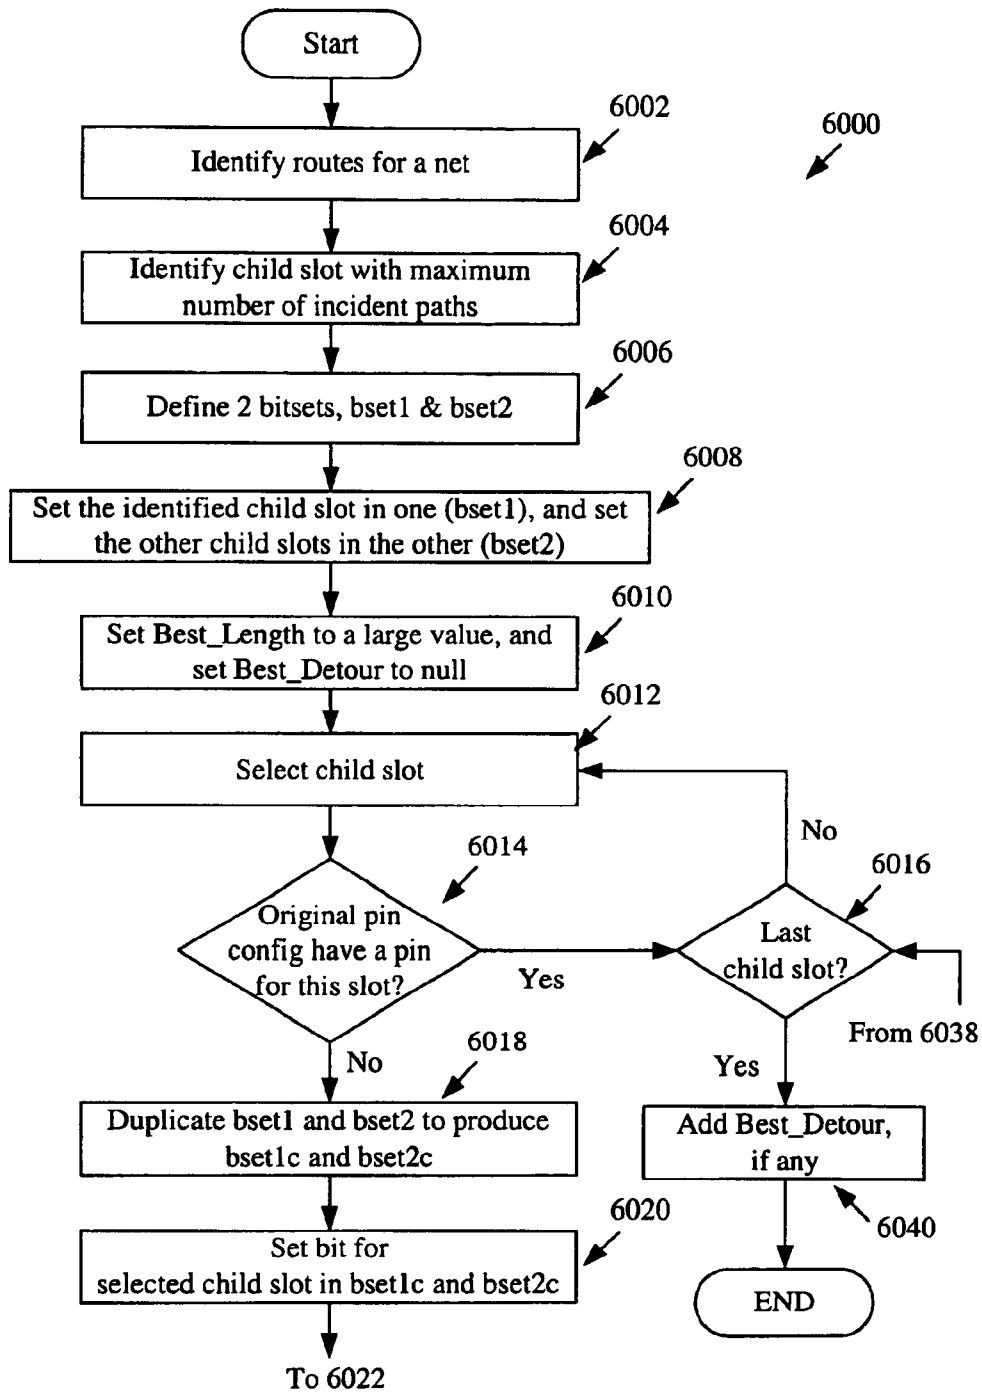 Start
6002
6000
Identify routes for a net
6004
Identify child slot with maximum
number of incident paths
6006
Define 2 bitsets, bset1 & bset2
6008
Set the identified child slot in one (bset1), and set
the other child slots in the other (bset2)
6010
Set Best_Length to a large value, and
set Best_Detour to null
6012
Select child slot
No
6014
6016
Original pin
config have a pin
for this slot?
Yes
Last
child slot?
From 6038
No
6018
Yes
Duplicate bset1 and bset2 to produce
bset1c and bset2c
Add Best_Detour,
if any
6020
6040
Set bit for
selected child slot in bset1c and bset2c
END
To 6022